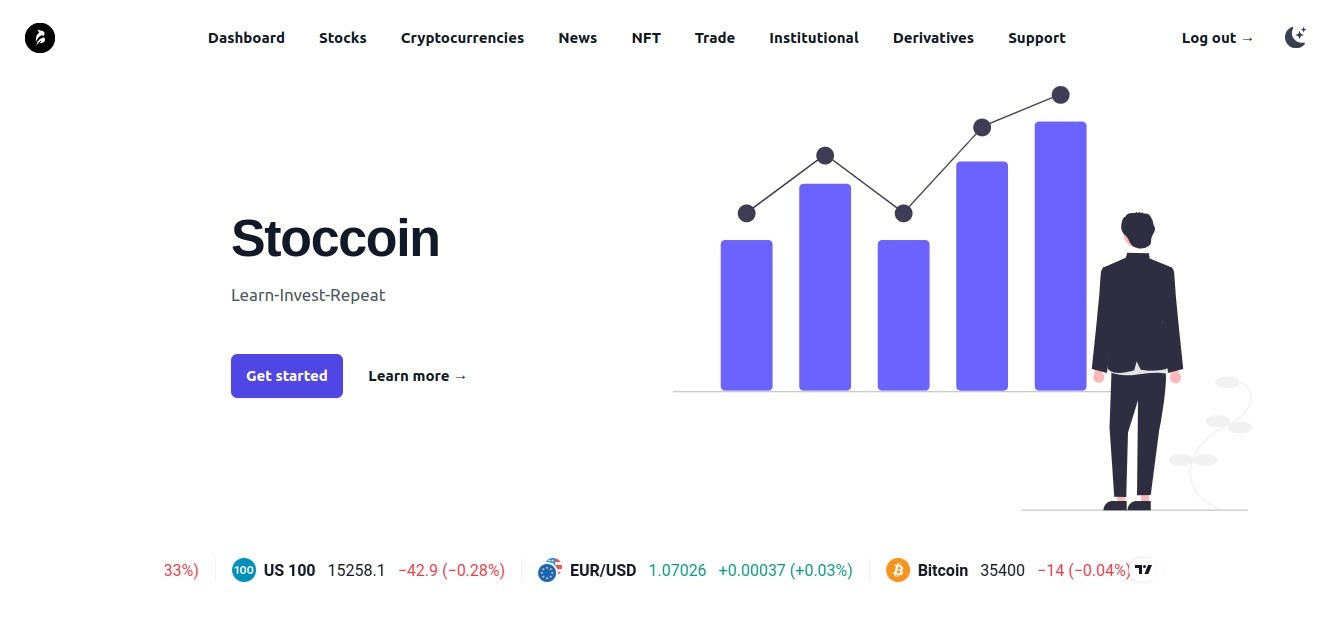 Dashboard Stocks Cryptocurrencies News NFT Trade Institutional Derivatives Support Log out →
Stoccoin
Learn-Invest-Repeat
Get started Learn more →
33%) 100 US 100 15258.1 −42.9 (−0.28%) EUR/USD 1.07026 +0.00037 (+0.03%) Bitcoin 35400 −14 (−0.04%)